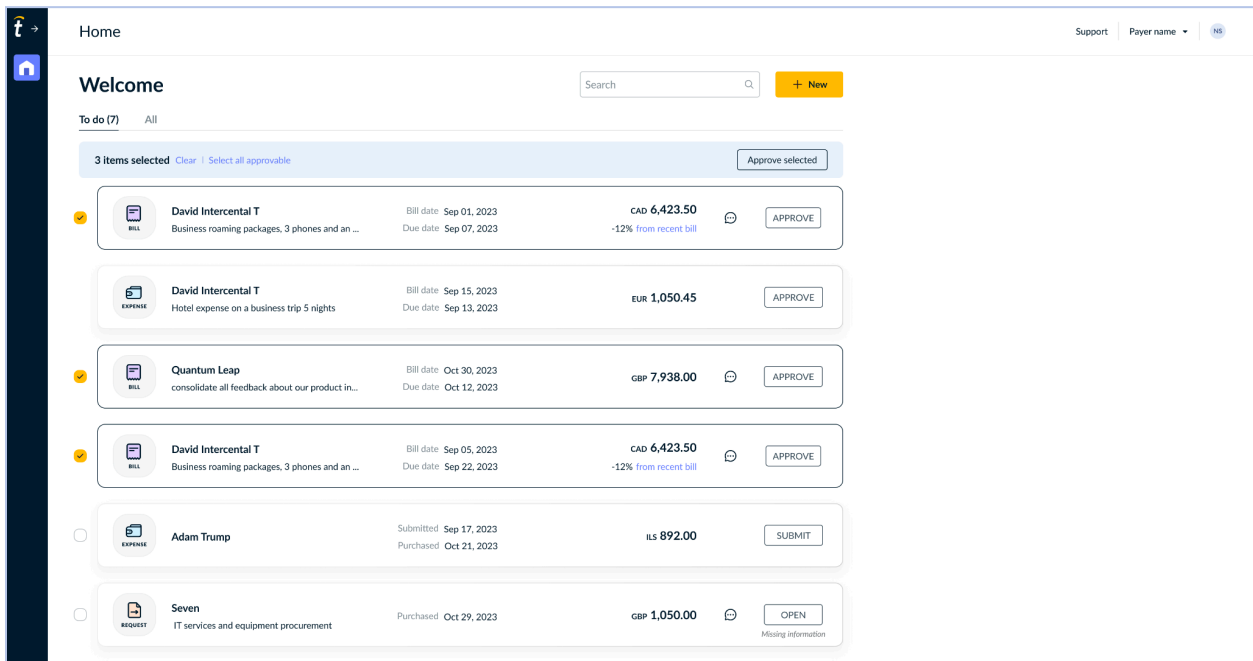 t
Home
Support
Payer name
NS
Welcome
Search
+ New
To do (7)
All
3 items selected
Clear
Select all approvable
Approve selected
BILL
David Intercental T
Business roaming packages, 3 phones and an ...
Bill date Sep 01, 2023
Due date Sep 07, 2023
CAD 6,423.50
-12% from recent bill
APPROVE
EXPENSE
David Intercental T
Hotel expense on a business trip 5 nights
Bill date Sep 15, 2023
Due date Sep 13, 2023
EUR 1,050.45
APPROVE
BILL
Quantum Leap
consolidate all feedback about our product in...
Bill date Oct 30, 2023
Due date Oct 12, 2023
GBP 7,938.00
APPROVE
BILL
David Intercental T
Business roaming packages, 3 phones and an ...
Bill date Sep 05, 2023
Due date Sep 22, 2023
CAD 6,423.50
-12% from recent bill
APPROVE
EXPENSE
Adam Trump
Submitted Sep 17, 2023
Purchased Oct 21, 2023
ILS 892.00
SUBMIT
REQUEST
Seven
IT services and equipment procurement
Purchased Oct 29, 2023
GBP 1,050.00
OPEN
Missing information